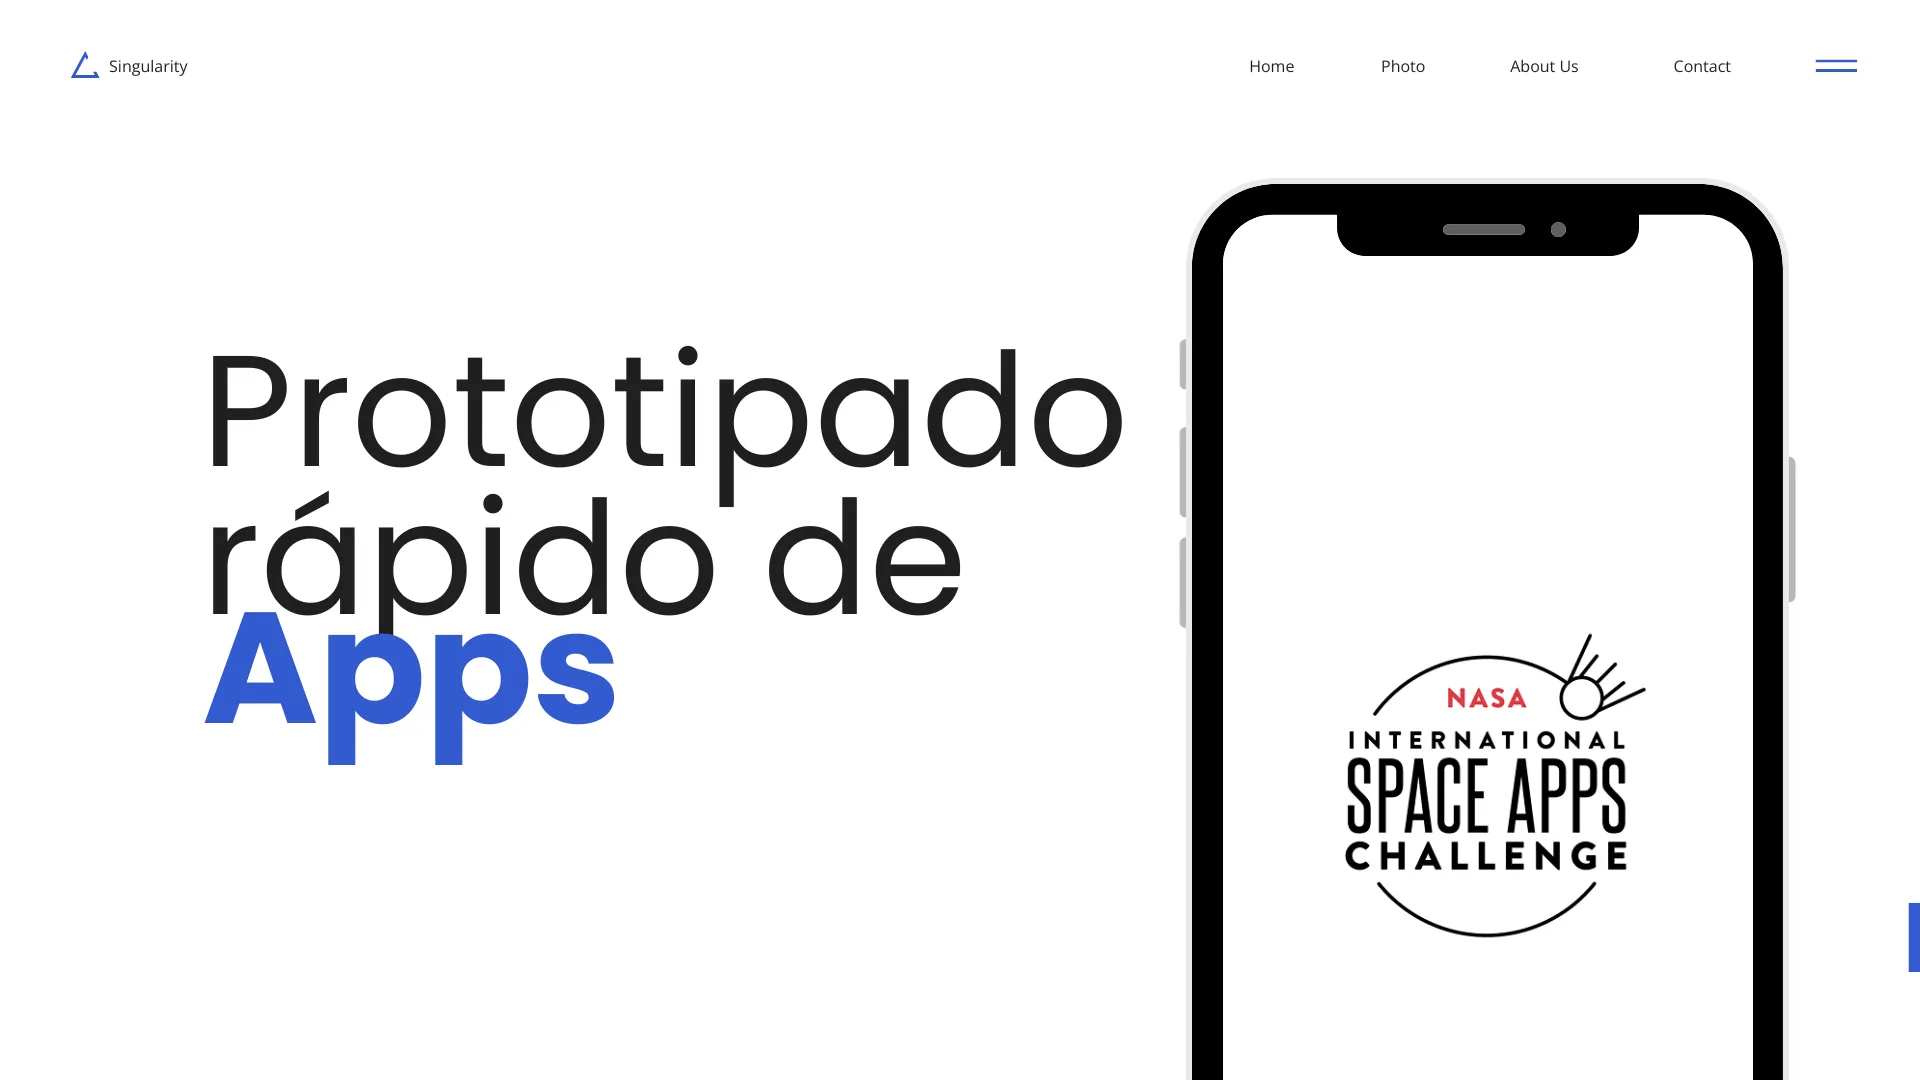 Singularity
Home
Photo
About Us
Contact
Prototipado
rápido de
Apps
NASA
INTERNATIONAL
SPACE APPS
CHALLENGE